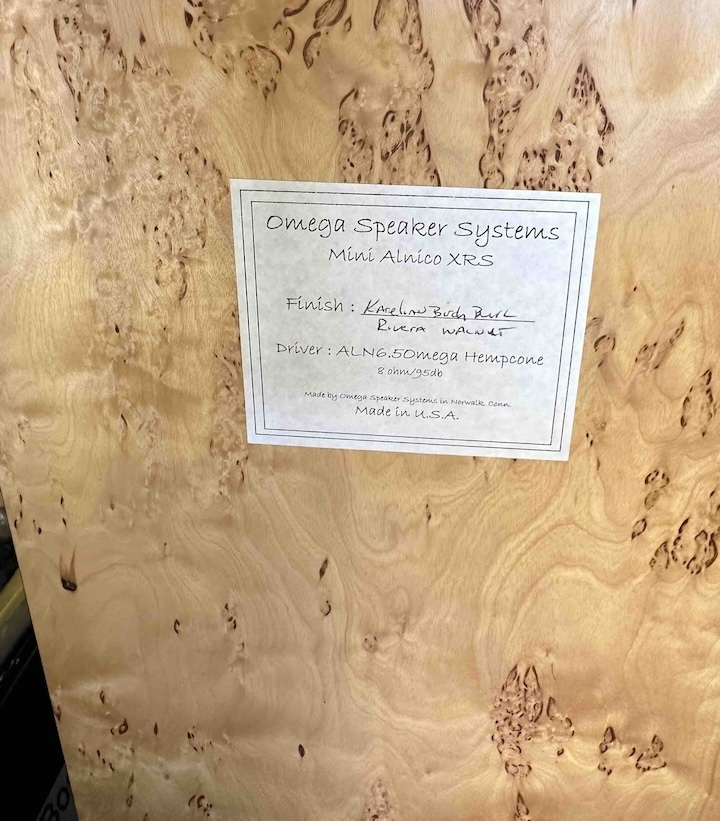 Omega Speaker Systems
Mini Alnico XRS
Finish : Karelian Birch Burl
Rivera Walnut
Driver : ALN6.5Omega Hempcone
8 ohm/95db
Made by Omega Speaker Systems in Norwalk, Conn.
Made in U.S.A.
BO